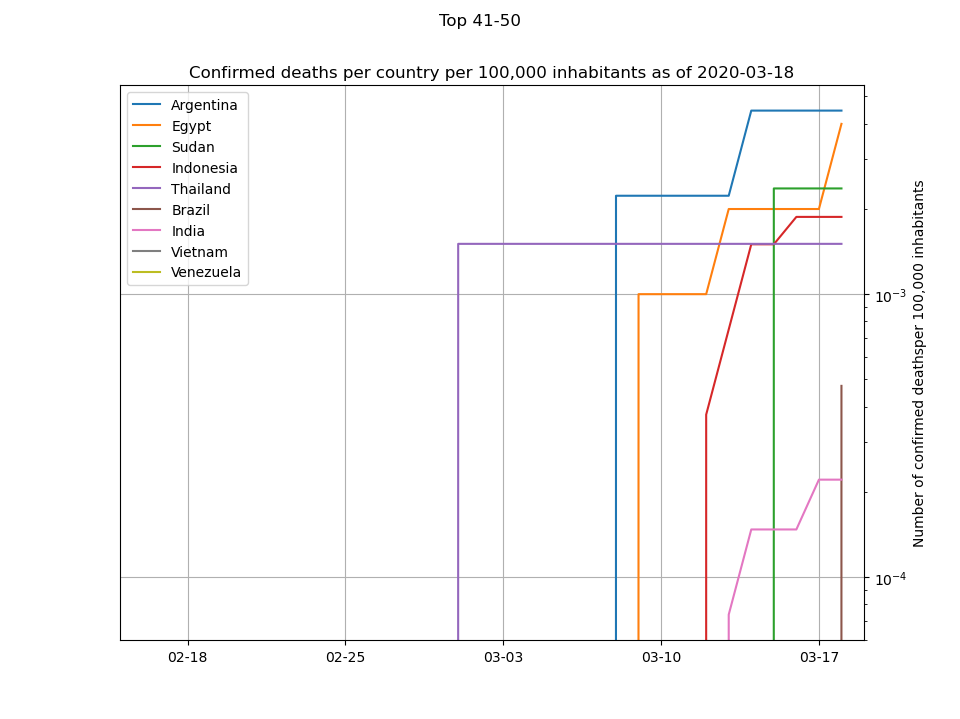 Top 41-50
Confirmed deaths per country per 100,000 inhabitants as of 2020-03-18
Argentina
Egypt
Sudan
Indonesia
Thailand
Brazil
India
Vietnam
Venezuela
10⁻³
10⁻⁴
Number of confirmed deathsper 100,000 inhabitants
02-18
02-25
03-03
03-10
03-17